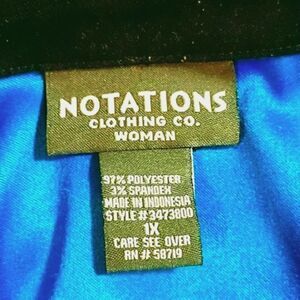 NOTATIONS
CLOTHING CO.
WOMAN
97% POLYESTER
3% SPANDEX
MADE IN INDONESIA
STYLE # 3473800
1X
CARE SEE OVER
RN # 58719